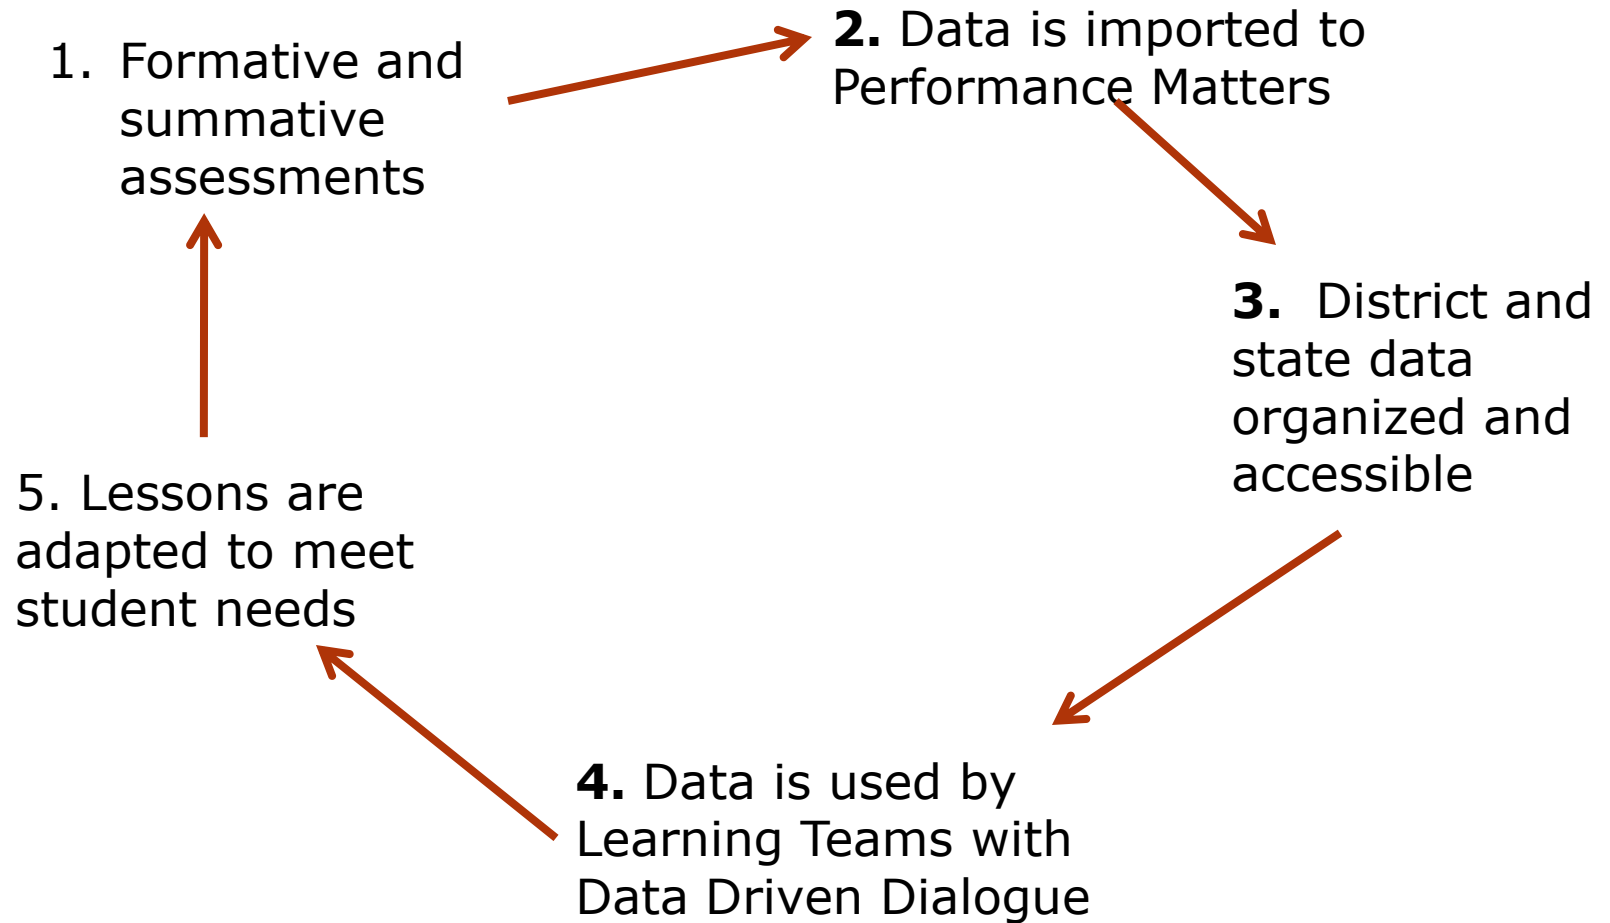 1. Formative and
summative
assessments
2. Data is imported to
Performance Matters
3. District and
state data
organized and
accessible
4. Data is used by
Learning Teams with
Data Driven Dialogue
5. Lessons are
adapted to meet
student needs